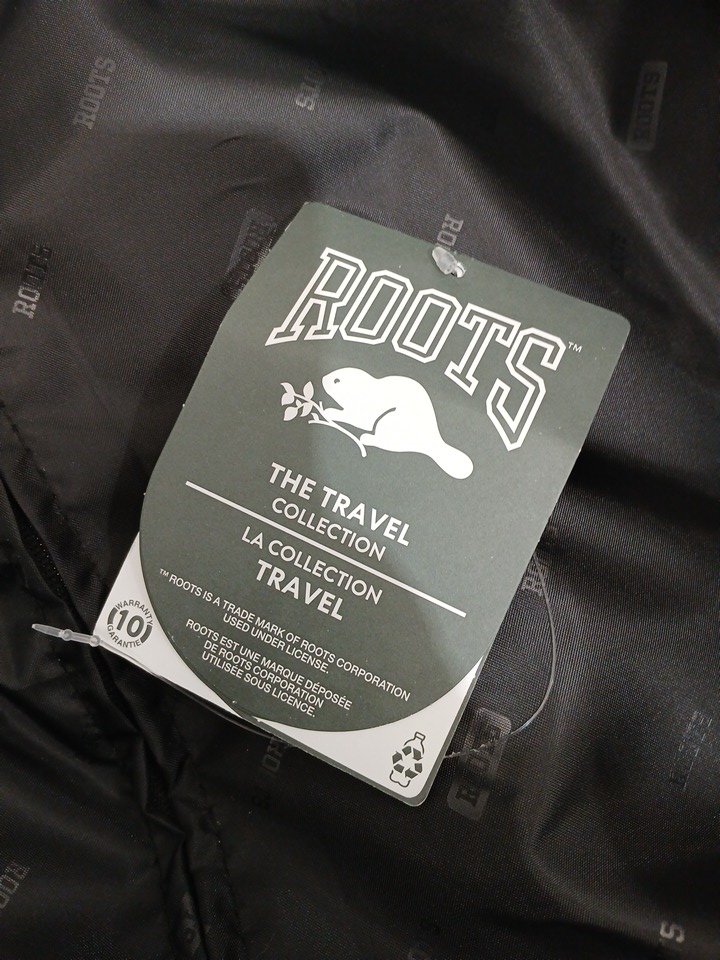 ROOTS™
THE TRAVEL
COLLECTION
LA COLLECTION
TRAVEL
™ ROOTS IS A TRADE MARK OF ROOTS CORPORATION
USED UNDER LICENSE.
ROOTS EST UNE MARQUE DÉPOSÉE
DE ROOTS CORPORATION
UTILISÉE SOUS LICENCE.
WARRANTY
10
GARANTIE
ROOTS
ROOTS
ROOTS
ROOTS